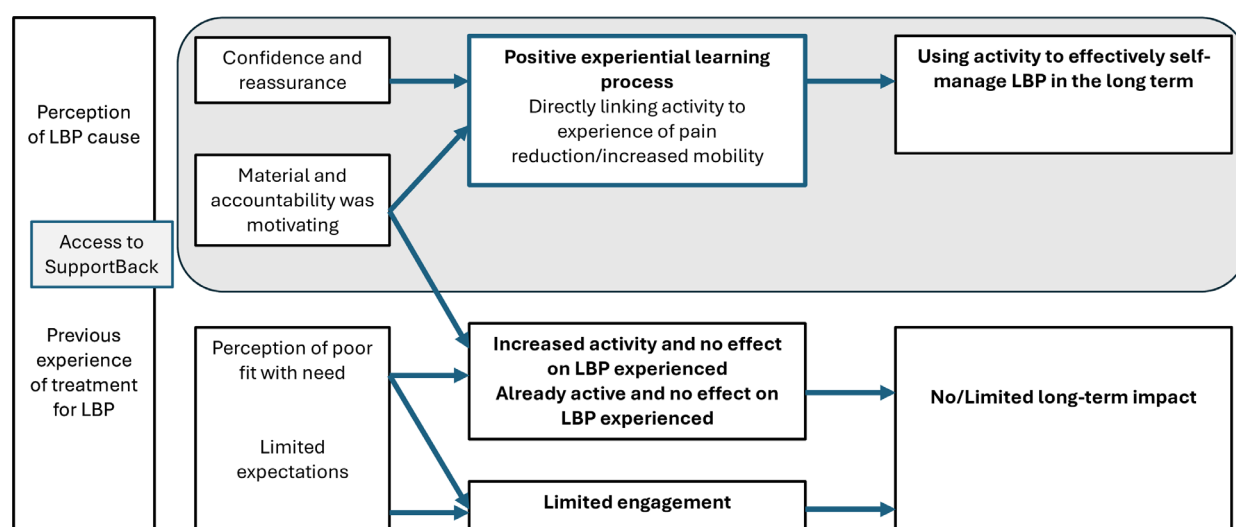 Perception
of LBP cause
Access to
SupportBack
Previous
experience
of treatment
for LBP
Confidence and
reassurance
Material and
accountability was
motivating
Perception of poor
fit with need
Limited
expectations
Positive experiential learning
process
Directly linking activity to
experience of pain
reduction/increased mobility
Increased activity and no effect
on LBP experienced
Already active and no effect on
LBP experienced
Limited engagement
Using activity to effectively self-
manage LBP in the long term
No/Limited long-term impact